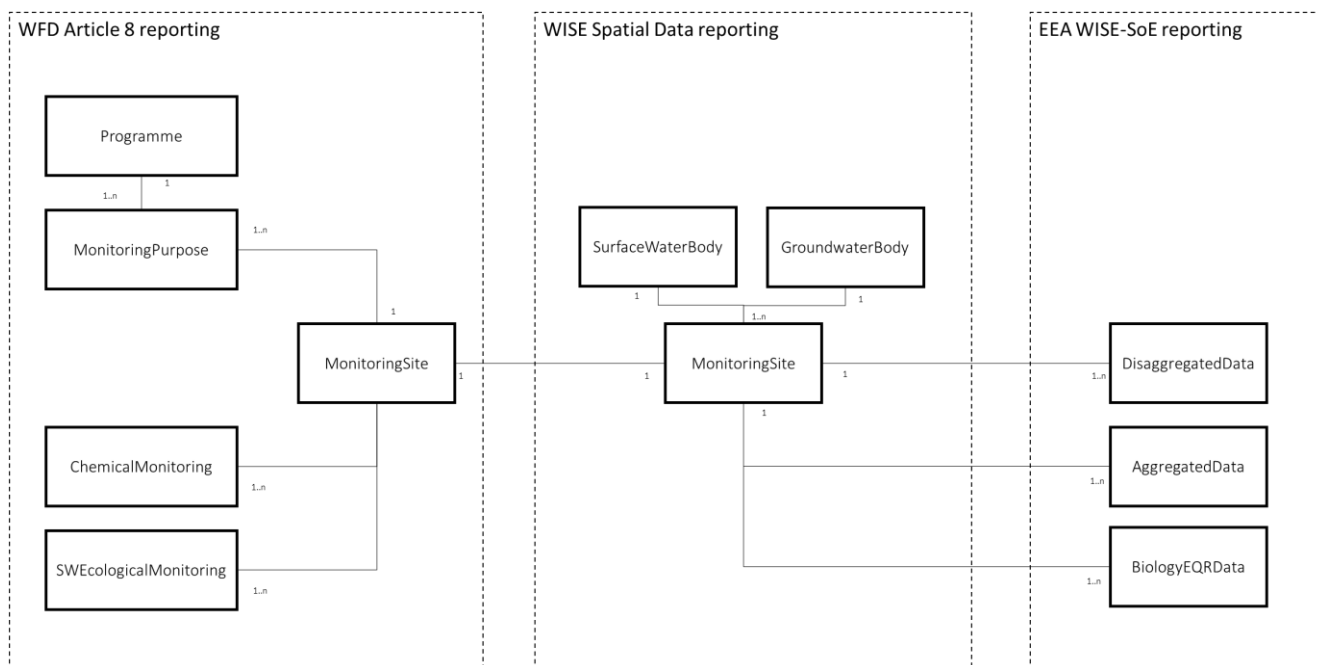 WFD Article 8 reporting
Programme
1
1..n
MonitoringPurpose
1..n
1
MonitoringSite
1
ChemicalMonitoring
1..n
SWEcologicalMonitoring
1..n
WISE Spatial Data reporting
SurfaceWaterBody
GroundwaterBody
1
1
1..n
MonitoringSite
1
1
1
EEA WISE-SoE reporting
DisaggregatedData
1..n
AggregatedData
1..n
BiologyEQRData
1..n